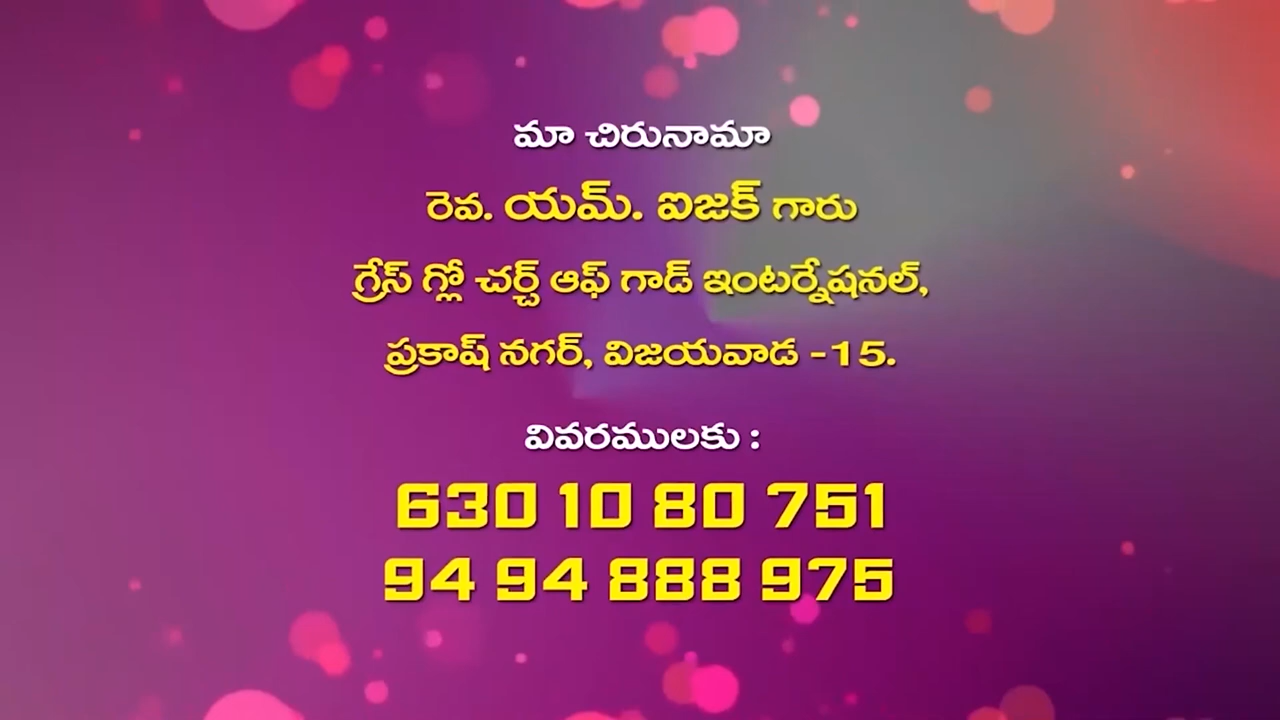 మా చిరునామా
రెవ. యమ్. ఐజక్ గారు
గ్రేస్ గ్లో చర్చ్ ఆఫ్ గాడ్ ఇంటర్నేషనల్,
ప్రకాష్ నగర్, విజయవాడ -15.
వివరములకు :
630 10 80 751
94 94 888 975